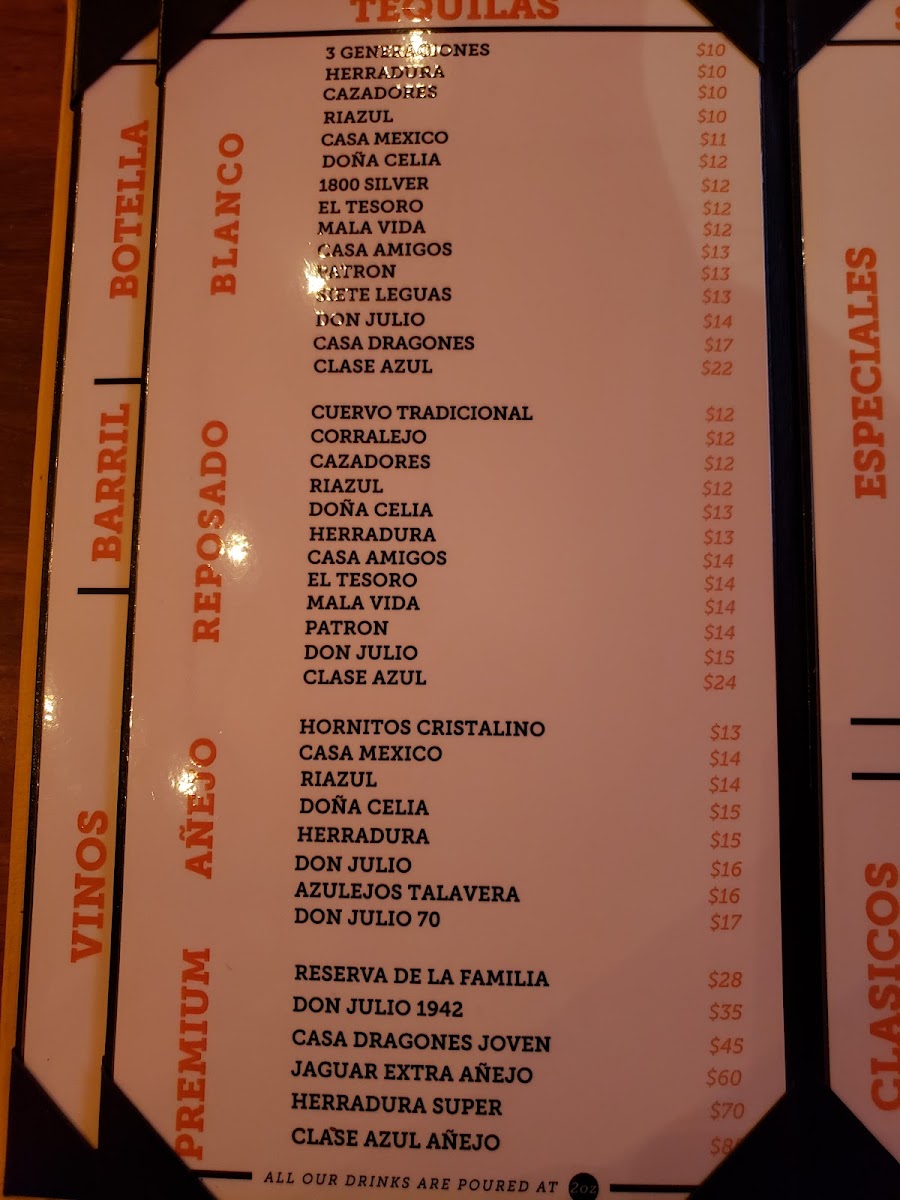 TEQUILAS
BLANCO
3 GENERACIONES $10
HERRADURA $10
CAZADORES $10
RIAZUL $10
CASA MEXICO $11
DOÑA CELIA $12
1800 SILVER $12
EL TESORO $12
MALA VIDA $12
CASA AMIGOS $13
PATRON $13
SIETE LEGUAS $13
DON JULIO $14
CASA DRAGONES $17
CLASE AZUL $22
REPOSADO
CUERVO TRADICIONAL $12
CORRALEJO $12
CAZADORES $12
RIAZUL $12
DOÑA CELIA $13
HERRADURA $13
CASA AMIGOS $14
EL TESORO $14
MALA VIDA $14
PATRON $14
DON JULIO $15
CLASE AZUL $24
AÑEJO
HORNITOS CRISTALINO $13
CASA MEXICO $14
RIAZUL $14
DOÑA CELIA $15
HERRADURA $15
DON JULIO $16
AZULEJOS TALAVERA $16
DON JULIO 70 $17
PREMIUM
RESERVA DE LA FAMILIA $28
DON JULIO 1942 $35
CASA DRAGONES JOVEN $45
JAGUAR EXTRA AÑEJO $60
HERRADURA SUPER $70
CLASE AZUL AÑEJO
ALL OUR DRINKS ARE POURED AT 2oz
BOTELLA
BARRIL
VINOS
ESPECIALES
CLASICOS